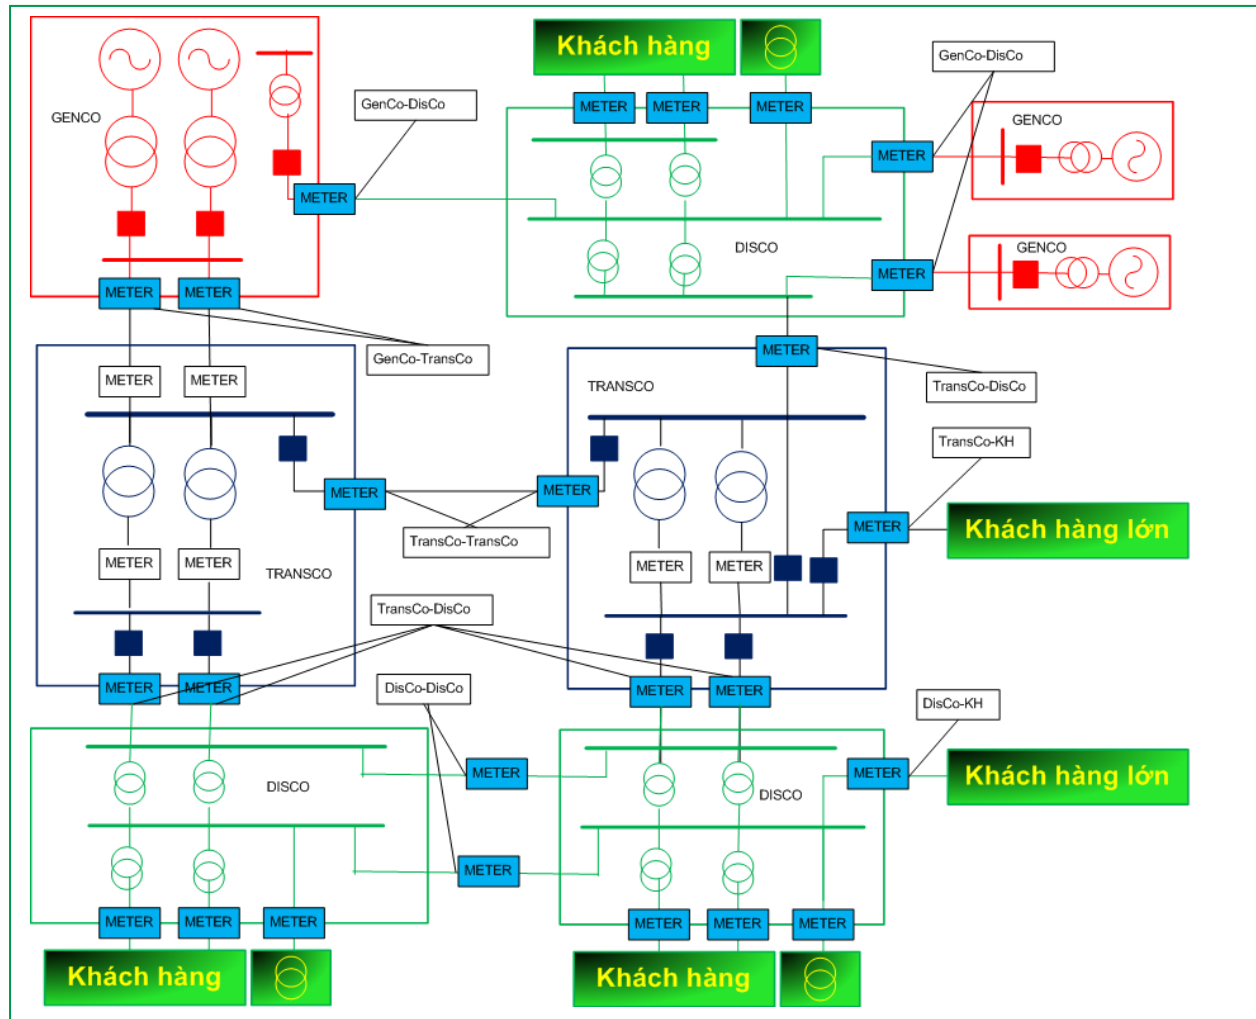 Khách hàng
GenCo-DisCo
GENCO
GenCo-DisCo
METER
METER
METER
GENCO
METER
METER
DISCO
GENCO
METER
METER
METER
METER
GenCo-TransCo
METER
TransCo-DisCo
METER
METER
TRANSCO
TransCo-KH
METER
METER
METER
Khách hàng lớn
TransCo-TransCo
METER
METER
TRANSCO
METER
METER
TransCo-DisCo
METER
METER
DisCo-DisCo
METER
METER
DisCo-KH
METER
METER
Khách hàng lớn
DISCO
DISCO
METER
METER
METER
METER
METER
METER
METER
Khách hàng
Khách hàng